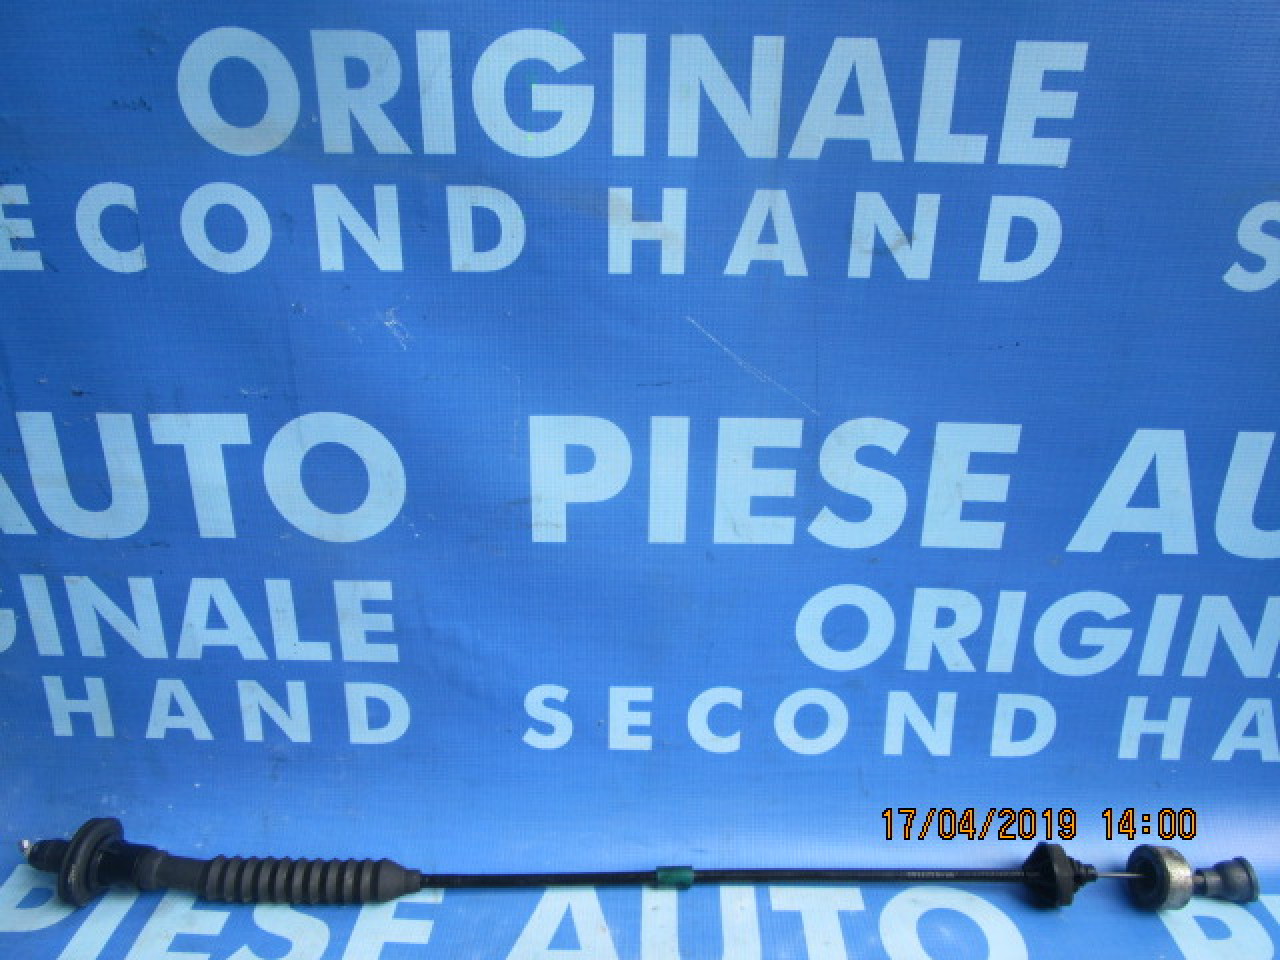 ORIGINALE
ECOND HAND S
AUTO PIESE AU
GINALE ORIGIN
HAND SECOND HA
17/04/2019 14:00
PIESE AUTO P